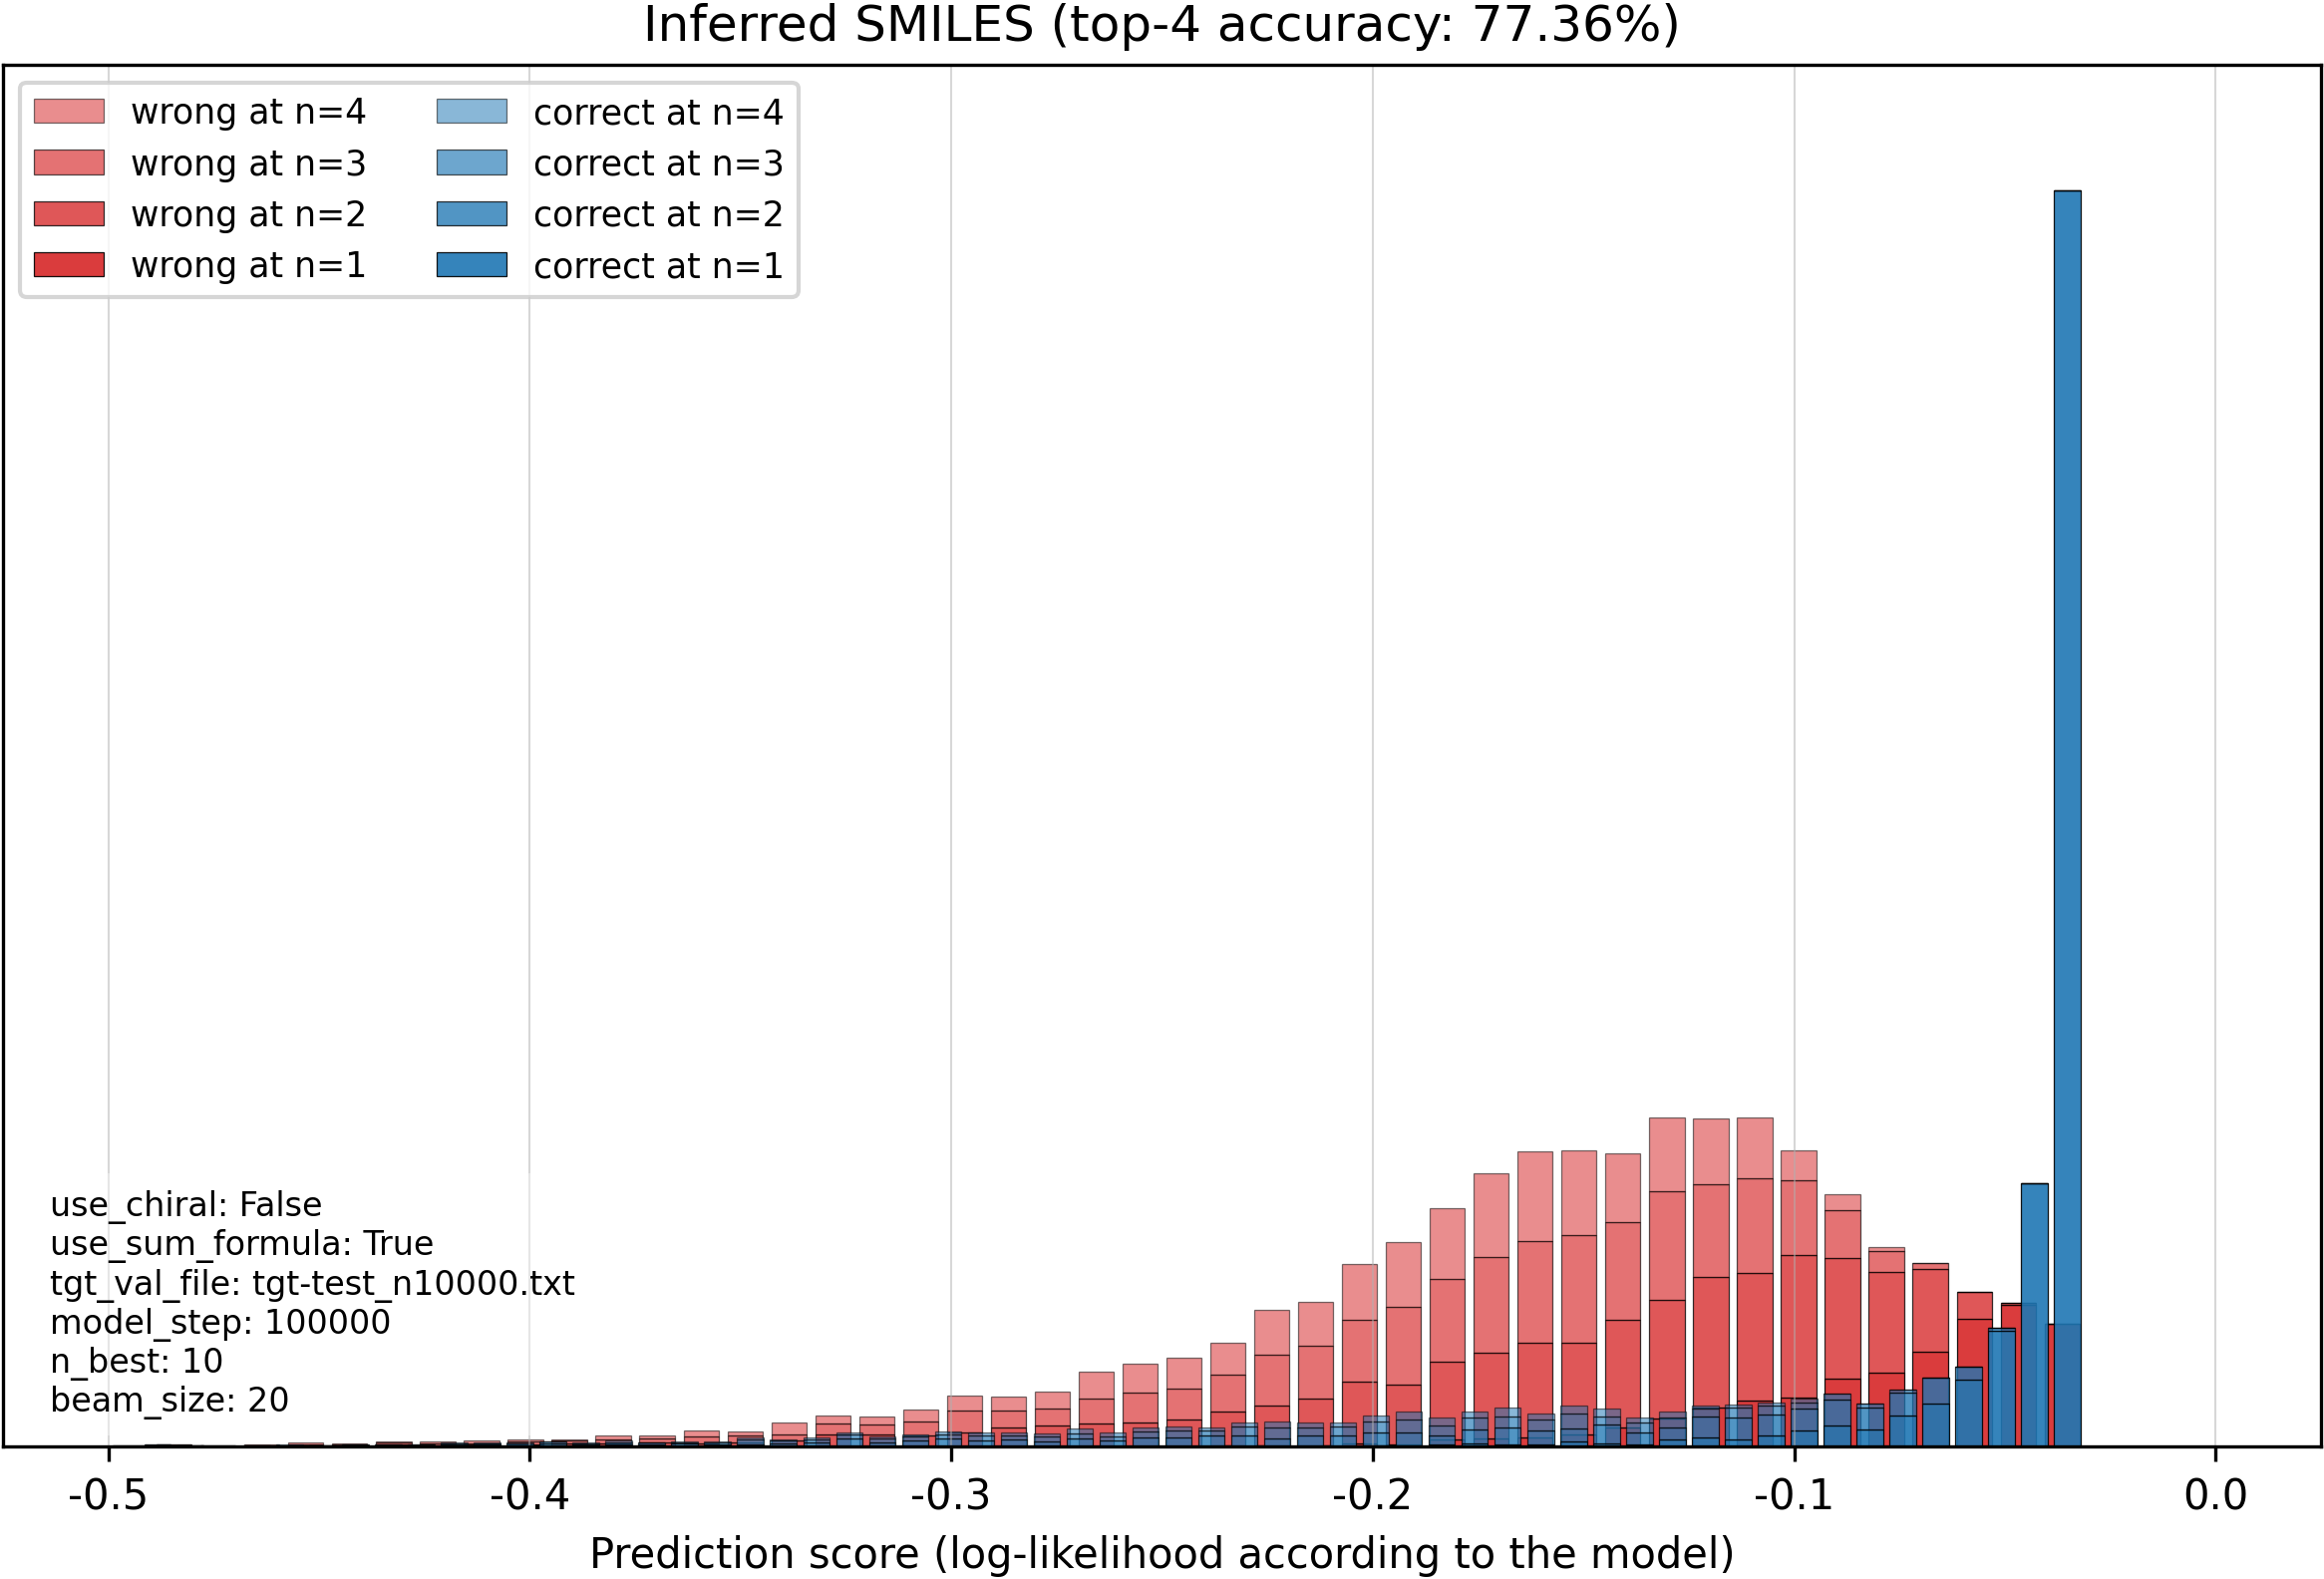 Inferred SMILES (top-4 accuracy: 77.36%)
wrong at n=4
wrong at n=3
wrong at n=2
wrong at n=1
correct at n=4
correct at n=3
correct at n=2
correct at n=1
use_chiral: False
use_sum_formula: True
tgt_val_file: tgt-test_n10000.txt
model_step: 100000
n_best: 10
beam_size: 20
-0.5 -0.4 -0.3 -0.2 -0.1 0.0
Prediction score (log-likelihood according to the model)